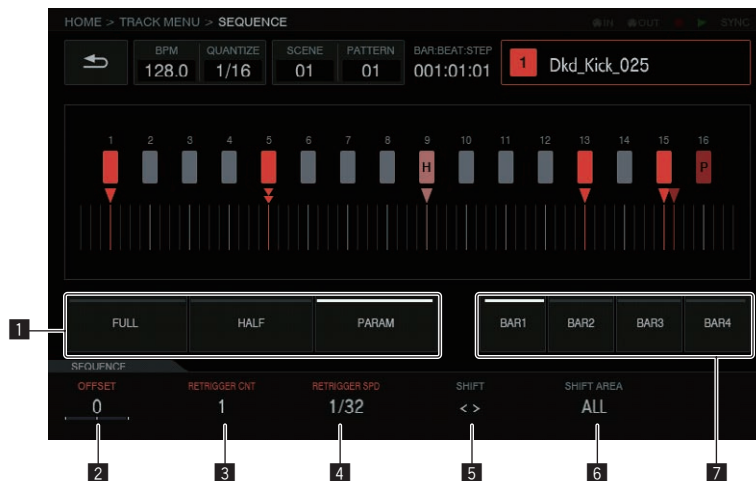 HOME > TRACK MENU > SEQUENCE IN OUT SYNC
BPM QUANTIZE SCENE PATTERN BAR:BEAT:STEP
128.0 1/16 01 01 001:01:01 1 Dkd_Kick_025
1 2 3 4 5 6 7 8 9 10 11 12 13 14 15 16
H P
1 FULL HALF PARAM BAR1 BAR2 BAR3 BAR4
SEQUENCE
OFFSET RETRIGGER CNT RETRIGGER SPD SHIFT SHIFT AREA
0 1 1/32 < > ALL
2 3 4 5 6 7